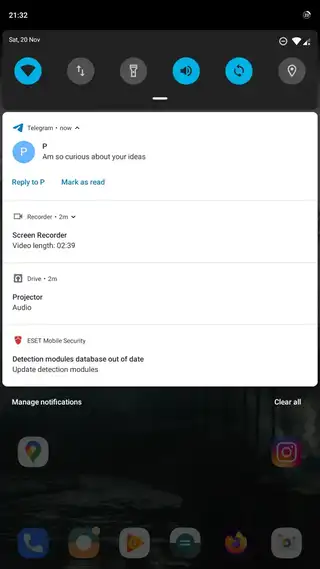 21:32
Sat, 20 Nov
Telegram • now
P
P
Am so curious about your ideas
Reply to P
Mark as read
Recorder • 2m
Screen Recorder
Video length: 02:39
Drive • 2m
Projector
Audio
ESET Mobile Security
Detection modules database out of date
Update detection modules
Manage notifications
Clear all